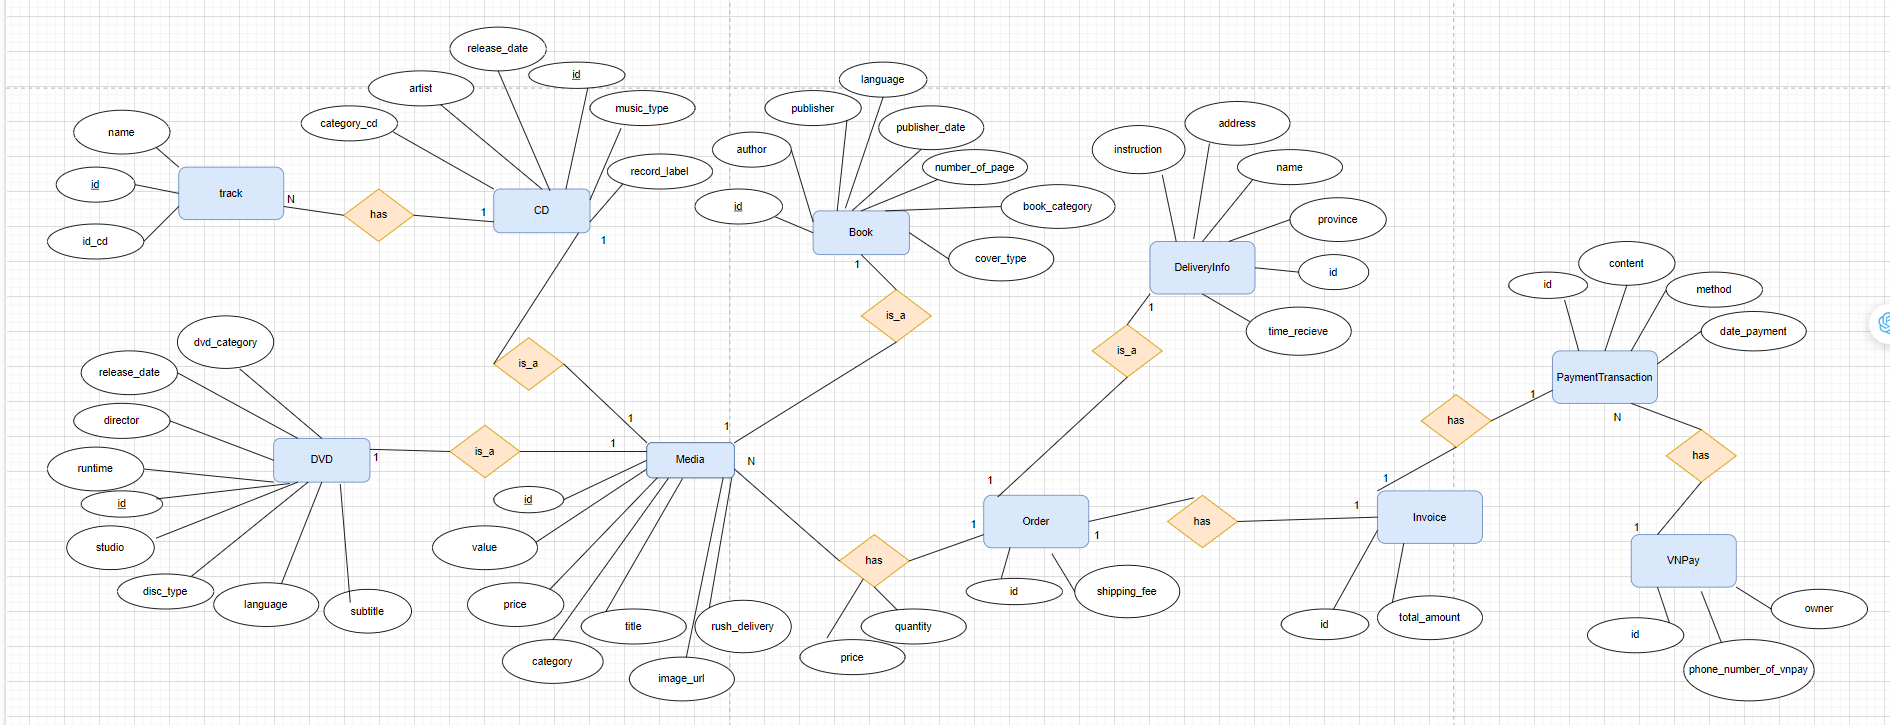 release_date
id
artist
music_type
category_cd
name
track
id
id_cd
N
has
1
CD
record_label
1
is_a
language
publisher
publisher_date
author
number_of_page
id
book_category
Book
cover_type
1
is_a
address
instruction
name
province
DeliveryInfo
id
time_recieve
1
is_a
content
id
method
date_payment
PaymentTransaction
1
N
has
has
dvd_category
release_date
director
runtime
id
studio
disc_type
language
subtitle
DVD
1
is_a
1
1
1
Media
N
id
value
price
category
title
rush_delivery
image_url
has
quantity
price
1
1
Order
1
id
shipping_fee
has
1
1
Invoice
id
total_amount
1
VNPay
id
owner
phone_number_of_vnpay